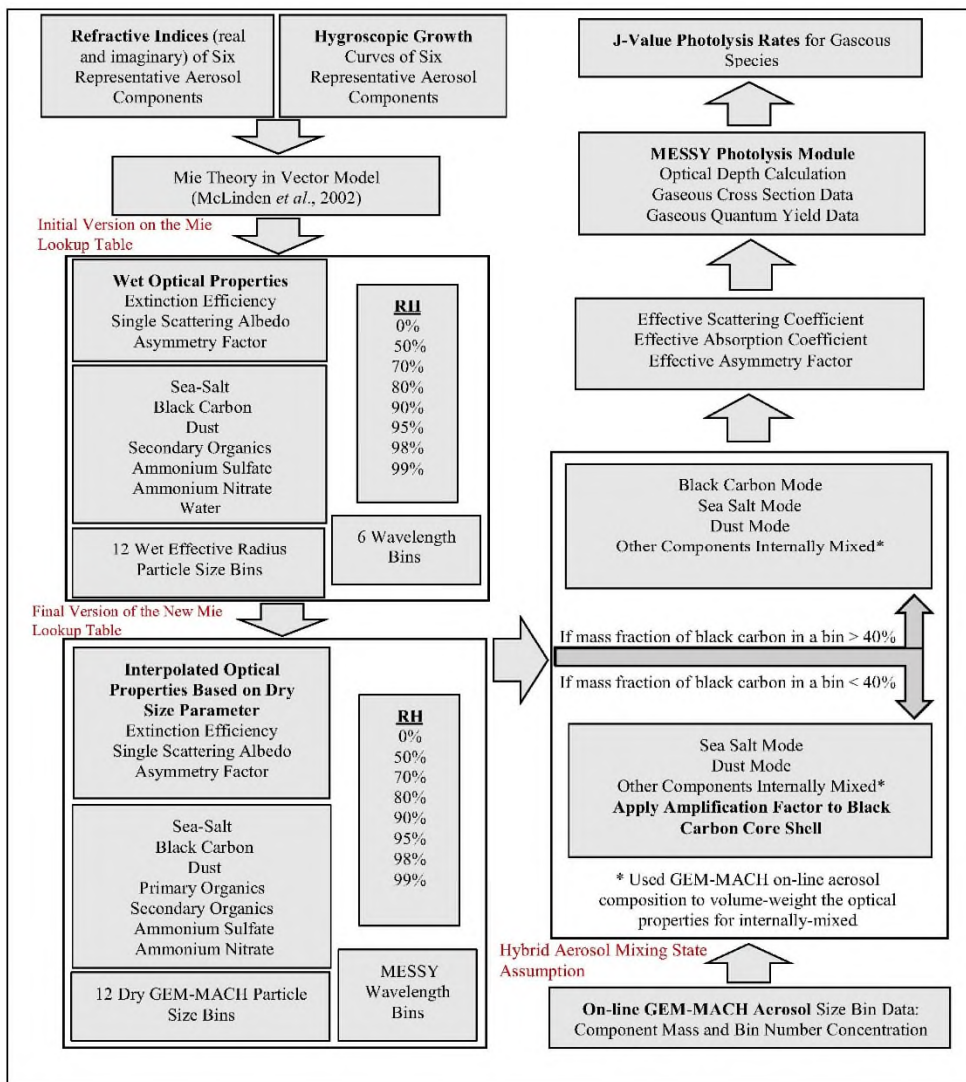 Refractive Indices (real
and imaginary) of Six
Representative Aerosol
Components
Hygroscopic Growth
Curves of Six
Representative Aerosol
Components
Mie Theory in Vector Model
(McLinden et al., 2002)
Initial Version on the Mie
Lookup Table
Wet Optical Properties
Extinction Efficiency
Single Scattering Albedo
Asymmetry Factor
Sea-Salt
Black Carbon
Dust
Secondary Organics
Ammonium Sulfate
Ammonium Nitrate
Water
12 Wet Effective Radius
Particle Size Bins
RH
0%
50%
70%
80%
90%
95%
98%
99%
6 Wavelength
Bins
Final Version of the New Mie
Lookup Table
Interpolated Optical
Properties Based on Dry
Size Parameter
Extinction Efficiency
Single Scattering Albedo
Asymmetry Factor
Sea-Salt
Black Carbon
Dust
Primary Organics
Secondary Organics
Ammonium Sulfate
Ammonium Nitrate
12 Dry GEM-MACH Particle
Size Bins
RH
0%
50%
70%
80%
90%
95%
98%
99%
MESSY
Wavelength
Bins
J-Value Photolysis Rates for Gaseous
Species
MESSY Photolysis Module
Optical Depth Calculation
Gaseous Cross Section Data
Gaseous Quantum Yield Data
Effective Scattering Coefficient
Effective Absorption Coefficient
Effective Asymmetry Factor
Black Carbon Mode
Sea Salt Mode
Dust Mode
Other Components Internally Mixed*
If mass fraction of black carbon in a bin > 40%
If mass fraction of black carbon in a bin < 40%
Sea Salt Mode
Dust Mode
Other Components Internally Mixed*
Apply Amplification Factor to Black
Carbon Core Shell
* Used GEM-MACH on-line aerosol
composition to volume-weight the optical
properties for internally-mixed
Hybrid Aerosol Mixing State
Assumption
On-line GEM-MACH Aerosol Size Bin Data:
Component Mass and Bin Number Concentration